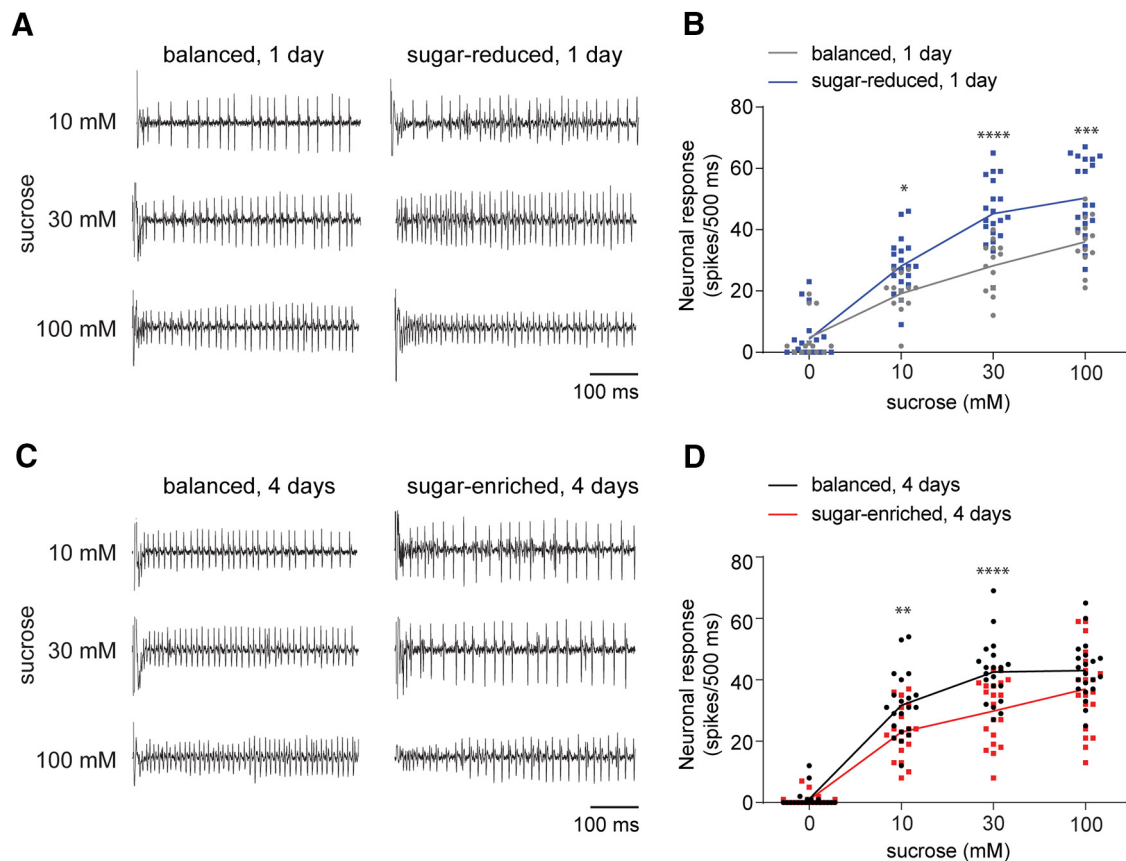 A
balanced, 1 day
sugar-reduced, 1 day
10 mM
sucrose
30 mM
100 mM
100 ms
B
balanced, 1 day
sugar-reduced, 1 day
Neuronal response
(spikes/500 ms)
80
60
40
20
0
*
****
***
0 10 30 100
sucrose (mM)
C
balanced, 4 days
sugar-enriched, 4 days
10 mM
sucrose
30 mM
100 mM
100 ms
D
balanced, 4 days
sugar-enriched, 4 days
Neuronal response
(spikes/500 ms)
80
60
40
20
0
**
****
0 10 30 100
sucrose (mM)